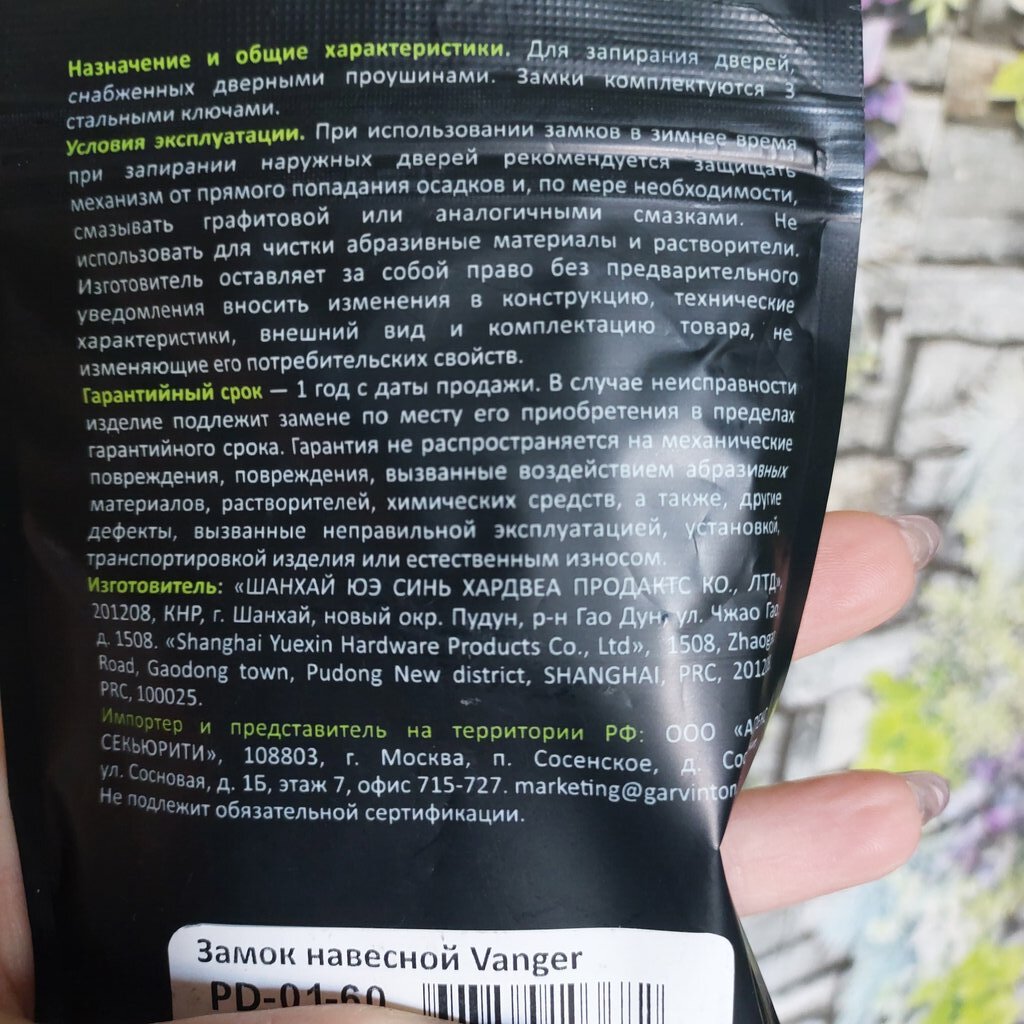 Назначение и общие характеристики. Для запирания дверей,
снабженных дверными проушинами. Замки комплектуются 3
стальными ключами.
Условия эксплуатации. При использовании замков в зимнее время
при запирании наружных дверей рекомендуется защищать
механизм от прямого попадания осадков и, по мере необходимости,
смазывать графитовой или аналогичными смазками. Не
использовать для чистки абразивные материалы и растворители.
Изготовитель оставляет за собой право без предварительного
уведомления вносить изменения в конструкцию, технические
характеристики, внешний вид и комплектацию товара, не
изменяющие его потребительских свойств.
Гарантийный срок — 1 год с даты продажи. В случае неисправности
изделие подлежит замене по месту его приобретения в пределах
гарантийного срока. Гарантия не распространяется на механические
повреждения, повреждения, вызванные воздействием абразивных
материалов, растворителей, химических средств, а также, другие
дефекты, вызванные неправильной эксплуатацией, установкой,
транспортировкой изделия или естественным износом.
Изготовитель: «ШАНХАЙ ЮЭ СИНЬ ХАРДВЕА ПРОДАКТС КО., ЛТД»,
201208, КНР, г. Шанхай, новый окр. Пудун, р-н Гао Дун, ул. Чжао Гао
д. 1508. «Shanghai Yuexin Hardware Products Co., Ltd», 1508,
Road, Gaodong town, Pudong New district, SHANGHAI, PRC,
PRC, 100025.
Импортер и представитель на территории РФ: ООО
СЕКЬЮРИТИ», 108803, г. Москва, п. Сосенское, д.
ул. Сосновая, д. 1Б, этаж 7, офис 715-727. marketing@garvinton
Не подлежит обязательной сертификации.
Замок навесной Vanger
PD-01-60